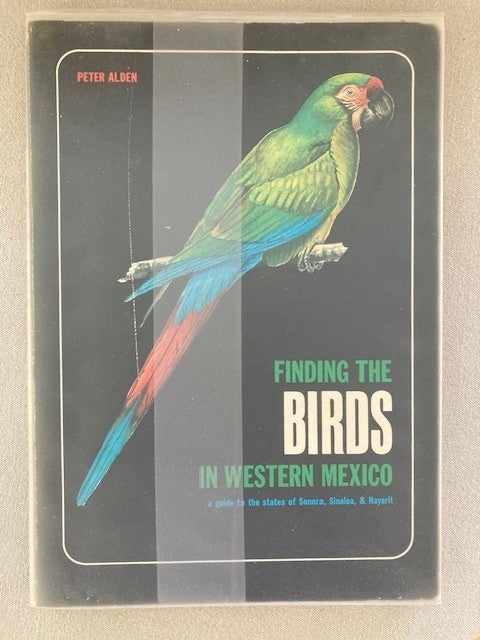 PETER ALDEN
FINDING THE
BIRDS
IN WESTERN MEXICO
a guide to the states of Sonora, Sinaloa, & Nayarit